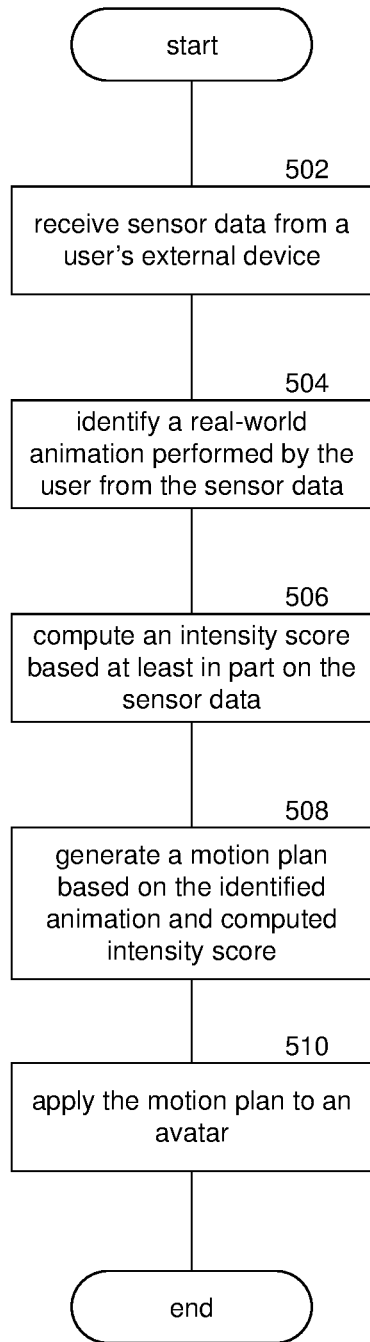 start
502
receive sensor data from a
user's external device
504
identify a real-world
animation performed by the
user from the sensor data
506
compute an intensity score
based at least in part on the
sensor data
508
generate a motion plan
based on the identified
animation and computed
intensity score
510
apply the motion plan to an
avatar
end